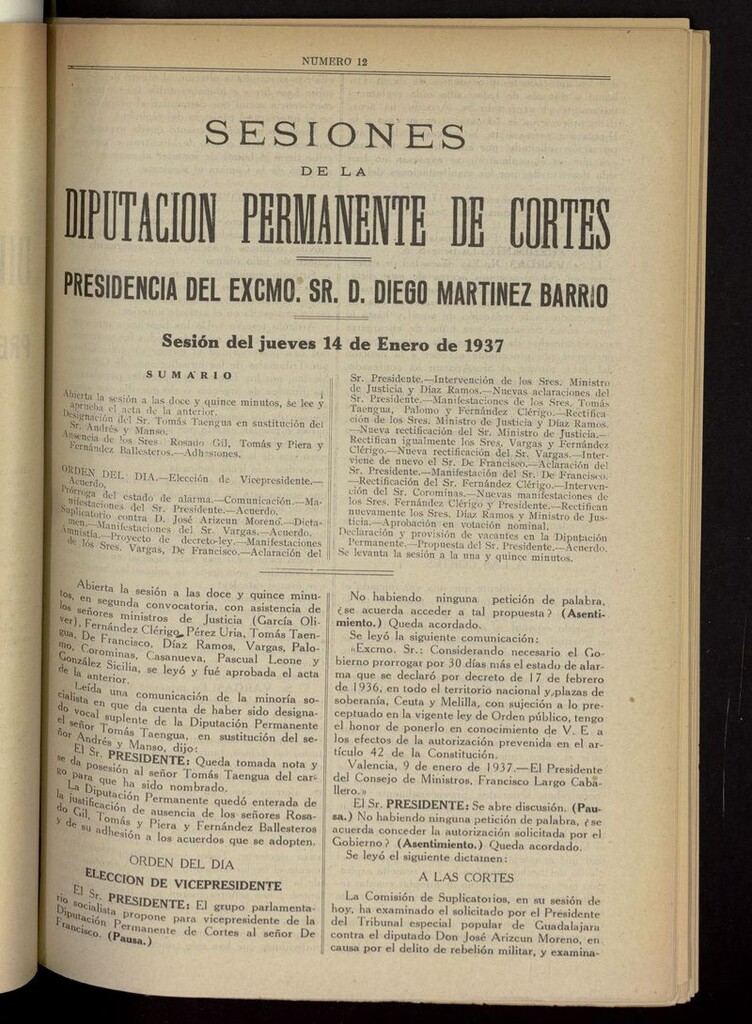 NUMERO 12
SESIONES
DE LA
DIPUTACION PERMANENTE DE CORTES
PRESIDENCIA DEL EXCMO. SR. D. DIEGO MARTINEZ BARRIO
Sesión del jueves 14 de Enero de 1937
SUMARIO
Abierta la sesión a las doce y quince minutos, se lee y
aprueba el acta de la anterior.
Designación del Sr. Tomás Taengua en sustitución del
Sr. Andrés y Manso.
Ausencia de los Sres. Rosado Gil, Tomás y Piera y
Fernández Ballesteros.—Adhesiones.
ORDEN DEL DIA.—Elección de Vicepresidente.—
Acuerdo.
Prórroga del estado de alarma.—Comunicación.—Ma-
nifestaciones del Sr. Presidente.—Acuerdo.
Suplicatorio contra D. José Arizcun Moreno.—Dicta-
men.—Manifestaciones del Sr. Vargas.—Acuerdo.
Amnistía.—Proyecto de decreto-ley.—Manifestaciones
de los Sres. Vargas, De Francisco.—Aclaración del
Sr. Presidente.—Intervención de los Sres. Ministro
de Justicia y Díaz Ramos.—Nuevas aclaraciones del
Sr. Presidente.—Manifestaciones de los Sres. Tomás
Taengua, Palomo y Fernández Clérigo.—Rectifica-
ción de los Sres. Ministro de Justicia y Díaz Ramos.
—Nueva rectificación del Sr. Ministro de Justicia.—
Rectifican igualmente los Sres. Vargas y Fernández
Clérigo.—Nueva rectificación del Sr. Vargas.—Inter-
viene de nuevo el Sr. De Francisco.—Aclaración del
Sr. Presidente.—Manifestación del Sr. De Francisco.
—Rectificación del Sr. Fernández Clérigo.—Interven-
ción del Sr. Corominas.—Nuevas manifestaciones de
los Sres. Fernández Clérigo y Presidente.—Rectifican
nuevamente los Sres. Díaz Ramos y Ministro de Jus-
ticia.—Aprobación en votación nominal.
Declaración y provisión de vacantes en la Diputación
Permanente.—Propuesta del Sr. Presidente.—Acuerdo.
Se levanta la sesión a la una y quince minutos.
Abierta la sesión a las doce y quince minu-
tos, en segunda convocatoria, con asistencia de
los señores ministros de Justicia (García Oli-
ver), Fernández Clérigo, Pérez Uria, Tomás Taen-
gua, De Francisco, Díaz Ramos, Vargas, Palo-
mo, Corominas, Casanueva, Pascual Leone y
González Sicilia, se leyó y fué aprobada el acta
de la anterior.
Leída una comunicación de la minoría so-
cialista en que da cuenta de haber sido designa-
do vocal suplente de la Diputación Permanente
el señor Tomás Taengua, en sustitución del se-
ñor Andrés y Manso, dijo:
El Sr. PRESIDENTE: Queda tomada nota y
se da posesión al señor Tomás Taengua del car-
go para que ha sido nombrado.
La Diputación Permanente quedó enterada de
la justificación de ausencia de los señores Rosa-
do Gil, Tomás y Piera y Fernández Ballesteros
y de su adhesión a los acuerdos que se adopten.
ORDEN DEL DIA
ELECCION DE VICEPRESIDENTE
El Sr. PRESIDENTE: El grupo parlamenta-
rio socialista propone para vicepresidente de la
Diputación Permanente de Cortes al señor De
Francisco. (Pausa.)
No habiendo ninguna petición de palabra,
¿se acuerda acceder a tal propuesta? (Asenti-
miento.) Queda acordado.
Se leyó la siguiente comunicación:
«Excmo. Sr.: Considerando necesario el Go-
bierno prorrogar por 30 días más el estado de alar-
ma que se declaró por decreto de 17 de febrero
de 1936, en todo el territorio nacional y plazas de
soberanía, Ceuta y Melilla, con sujeción a lo pre-
ceptuado en la vigente ley de Orden público, tengo
el honor de ponerlo en conocimiento de V. E a
los efectos de la autorización prevenida en el ar-
tículo 42 de la Constitución.
Valencia, 9 de enero de 1937.—El Presidente
del Consejo de Ministros, Francisco Largo Caba-
llero.»
El Sr. PRESIDENTE: Se abre discusión. (Pau-
sa.) No habiendo ninguna petición de palabra, ¿se
acuerda conceder la autorización solicitada por el
Gobierno? (Asentimiento.) Queda acordado.
Se leyó el siguiente dictamen:
A LAS CORTES
La Comisión de Suplicatorios, en su sesión de
hoy, ha examinado el solicitado por el Presidente
del Tribunal especial popular de Guadalajara
contra el diputado Don José Arizcun Moreno, en
causa por el delito de rebelión militar, y examina-